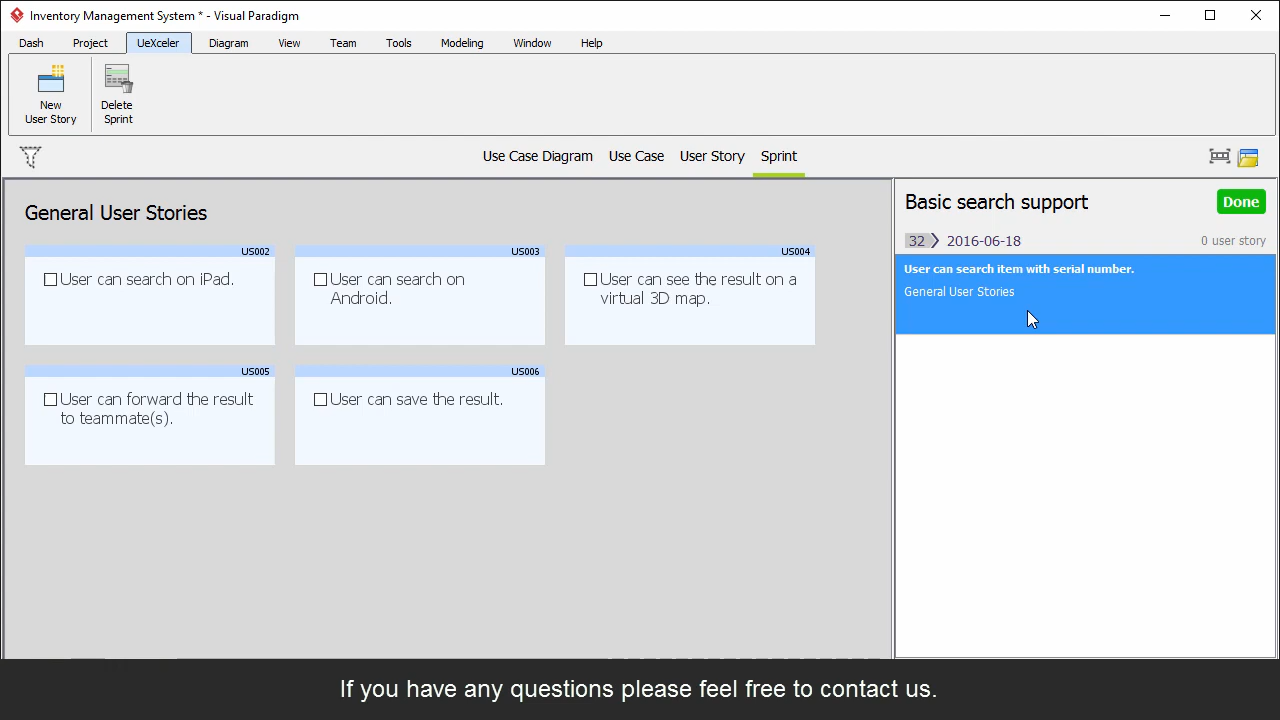 Inventory Management System * - Visual Paradigm
Dash Project UeXceler Diagram View Team Tools Modeling Window Help
New
User Story
Delete
Sprint
Use Case Diagram Use Case User Story Sprint
General User Stories
US002
User can search on iPad.
US003
User can search on
Android.
US004
User can see the result on a
virtual 3D map.
US005
User can forward the result
to teammate(s).
US006
User can save the result.
Basic search support Done
32 2016-06-18 0 user story
User can search item with serial number.
General User Stories
If you have any questions please feel free to contact us.